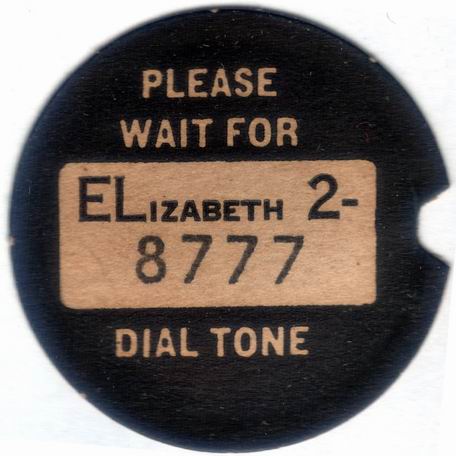 PLEASE
WAIT FOR
ELIZABETH 2-
8777
DIAL TONE